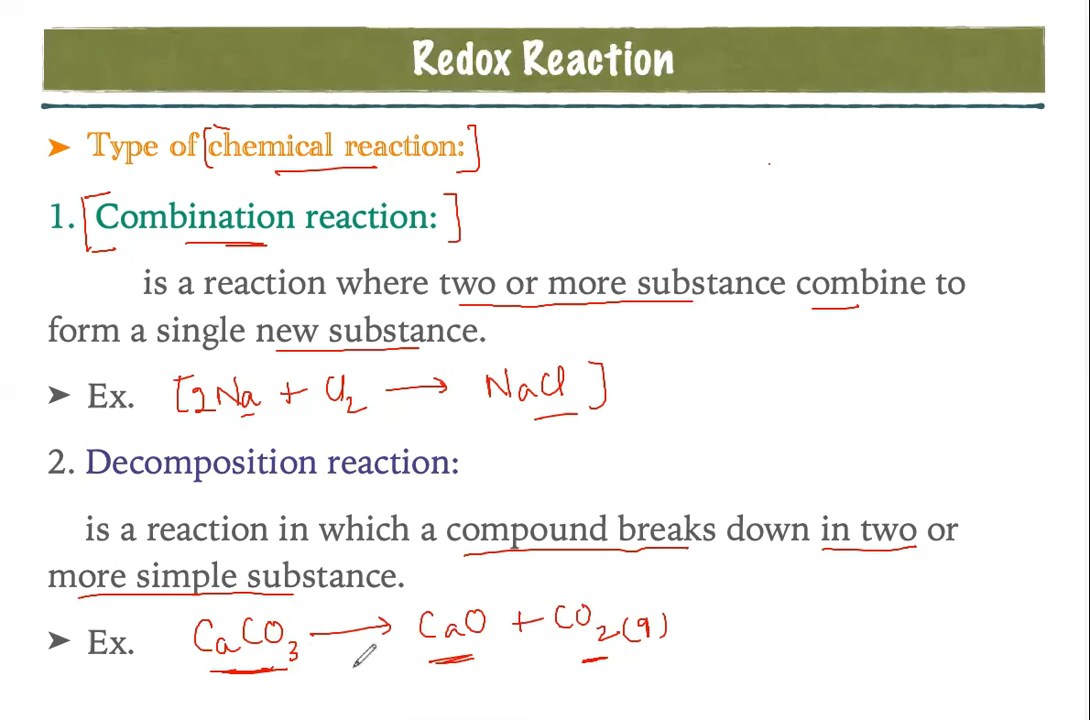 Redox Reaction
➤ Type of [chemical reaction:]
1. [Combination reaction:]
is a reaction where two or more substance combine to
form a single new substance.
➤ Ex. [2Na + Cl₂ ⟶ NaCl]
2. Decomposition reaction:
is a reaction in which a compound breaks down in two or
more simple substance.
➤ Ex. CaCO₃ ⟶ CaO + CO₂(g)